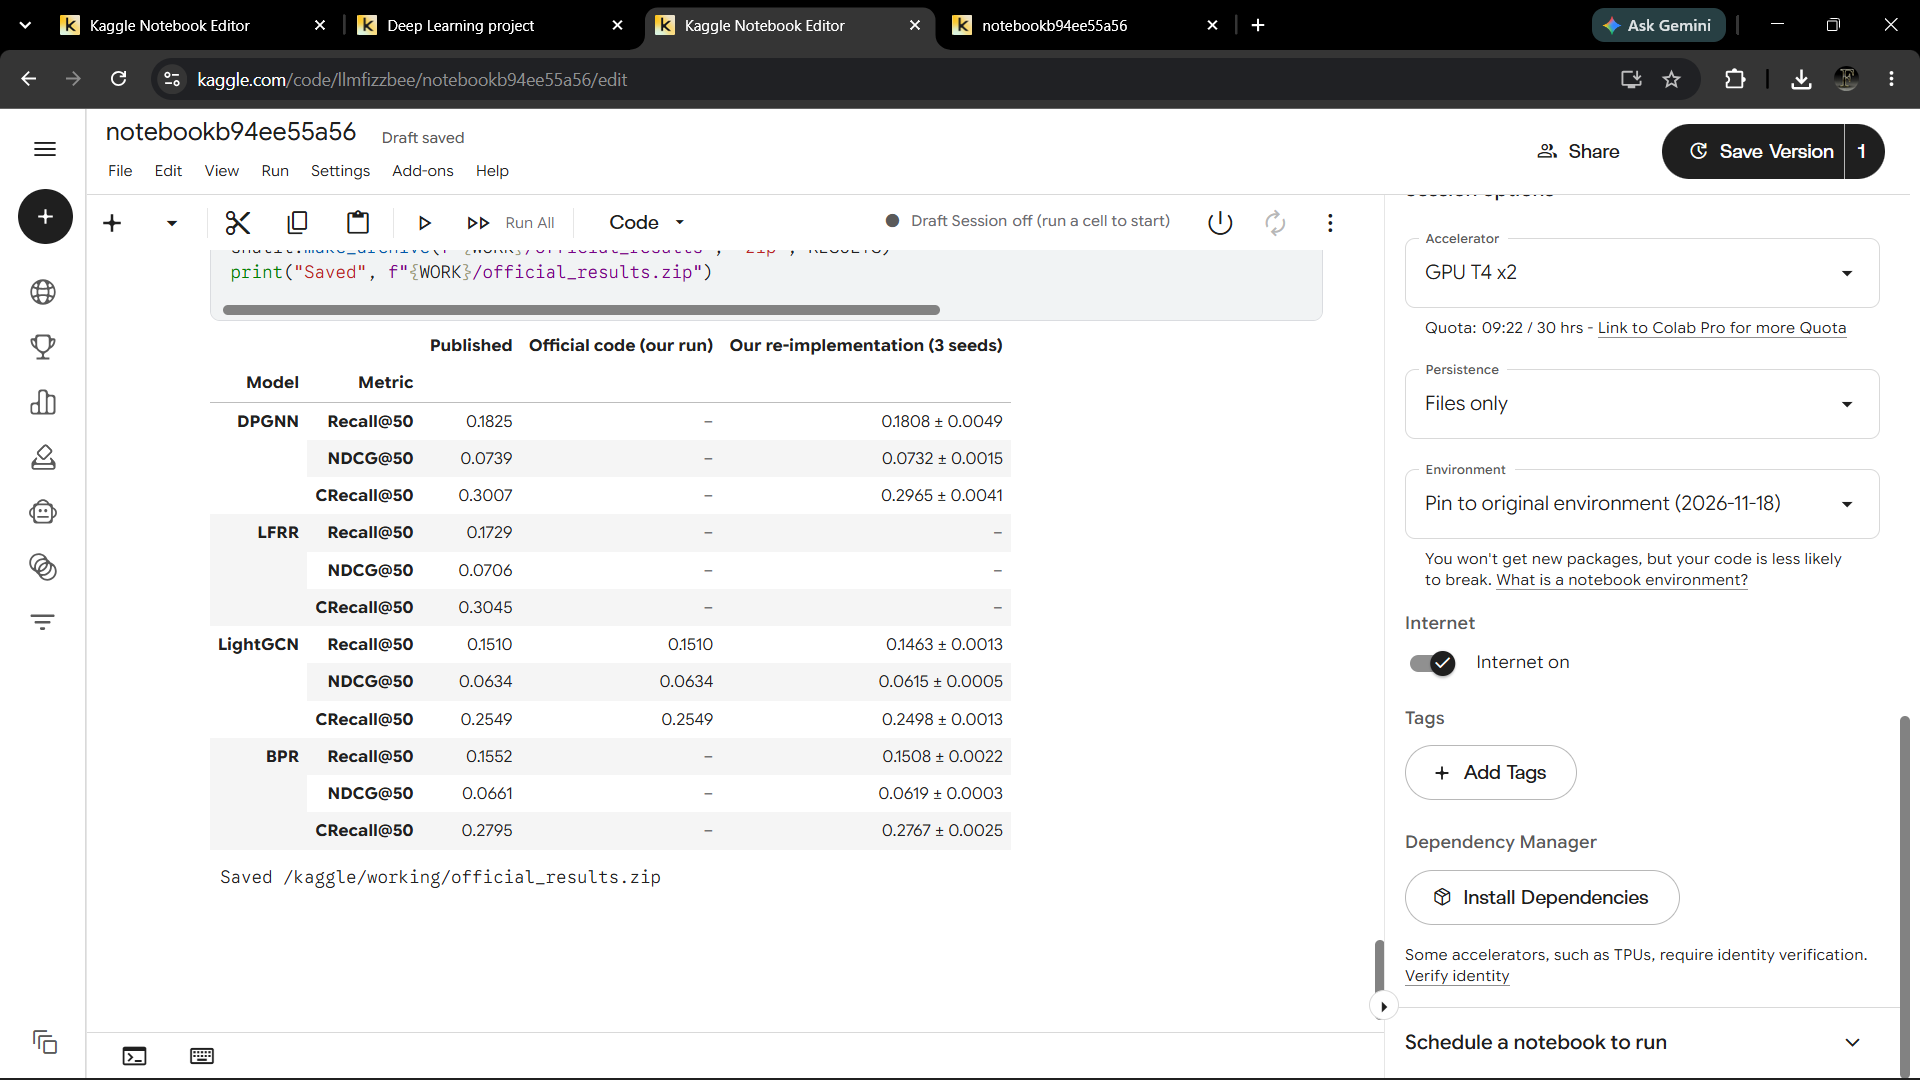 Kaggle Notebook Editor
Deep Learning project
Kaggle Notebook Editor
notebookb94ee55a56
Ask Gemini
kaggle.com/code/llmfizzbee/notebookb94ee55a56/edit
notebookb94ee55a56
Draft saved
File Edit View Run Settings Add-ons Help
Share
Save Version 1
Run All
Code
Draft Session off (run a cell to start)
print("Saved", f"{WORK}/official_results.zip")
Published Official code (our run) Our re-implementation (3 seeds)
Model Metric
DPGNN Recall@50 0.1825 – 0.1808 ± 0.0049
NDCG@50 0.0739 – 0.0732 ± 0.0015
CRecall@50 0.3007 – 0.2965 ± 0.0041
LFRR Recall@50 0.1729 – –
NDCG@50 0.0706 – –
CRecall@50 0.3045 – –
LightGCN Recall@50 0.1510 0.1510 0.1463 ± 0.0013
NDCG@50 0.0634 0.0634 0.0615 ± 0.0005
CRecall@50 0.2549 0.2549 0.2498 ± 0.0013
BPR Recall@50 0.1552 – 0.1508 ± 0.0022
NDCG@50 0.0661 – 0.0619 ± 0.0003
CRecall@50 0.2795 – 0.2767 ± 0.0025
Saved /kaggle/working/official_results.zip
Session options
Accelerator
GPU T4 x2
Quota: 09:22 / 30 hrs - Link to Colab Pro for more Quota
Persistence
Files only
Environment
Pin to original environment (2026-11-18)
You won't get new packages, but your code is less likely
to break. What is a notebook environment?
Internet
Internet on
Tags
Add Tags
Dependency Manager
Install Dependencies
Some accelerators, such as TPUs, require identity verification.
Verify identity
Schedule a notebook to run